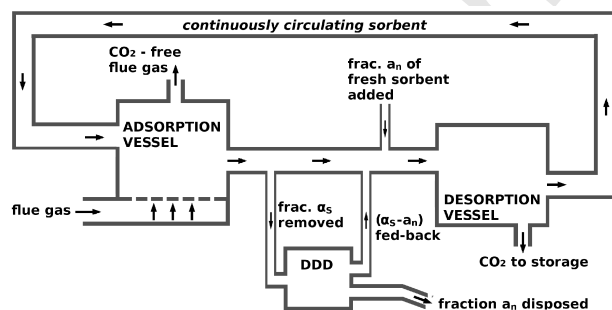 continuously circulating sorbent
CO₂ - free
flue gas
frac. aₙ of
fresh sorbent
added
ADSORPTION
VESSEL
DESORPTION
VESSEL
flue gas
frac. αₛ
removed
(αₛ-aₙ)
fed-back
DDD
CO₂ to storage
fraction aₙ disposed